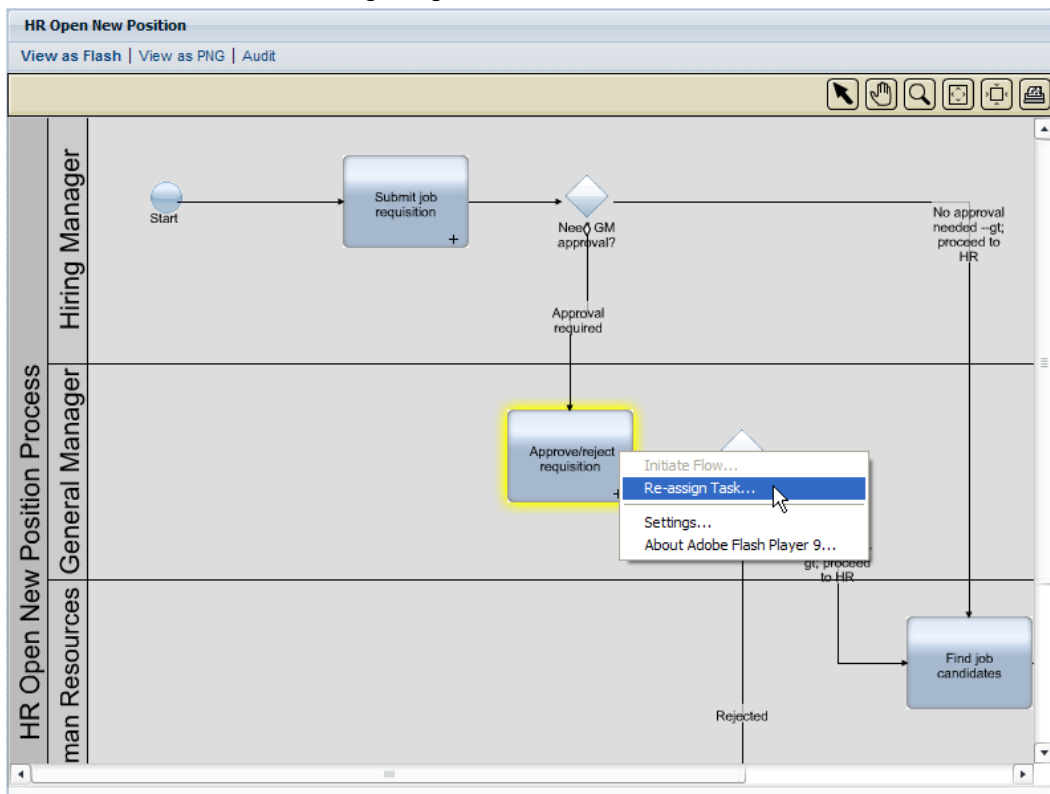 HR Open New Position
View as Flash | View as PNG | Audit
HR Open New Position Process
Hiring Manager
Start
Submit job
requisition
+
Need GM
approval?
No approval
needed --gt;
proceed to
HR
Approval
required
General Manager
Approve/reject
requisition
+
Initiate Flow...
Re-assign Task...
Settings...
About Adobe Flash Player 9...
gt; proceed
to HR
man Resources
Find job
candidates
Rejected